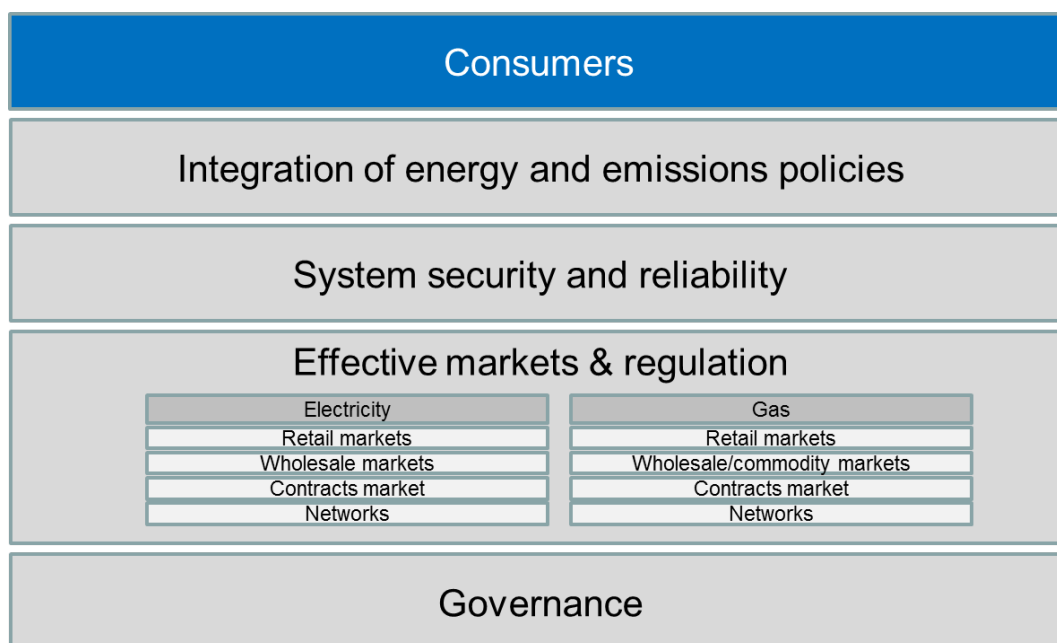 Consumers
Integration of energy and emissions policies
System security and reliability
Effective markets & regulation
Electricity
Retail markets
Wholesale markets
Contracts market
Networks
Gas
Retail markets
Wholesale/commodity markets
Contracts market
Networks
Governance